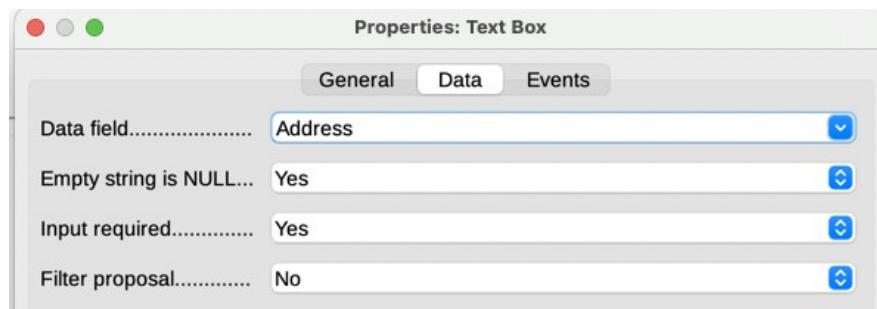 Properties: Text Box
General Data Events
Data field..................... Address
Empty string is NULL... Yes
Input required.............. Yes
Filter proposal............. No